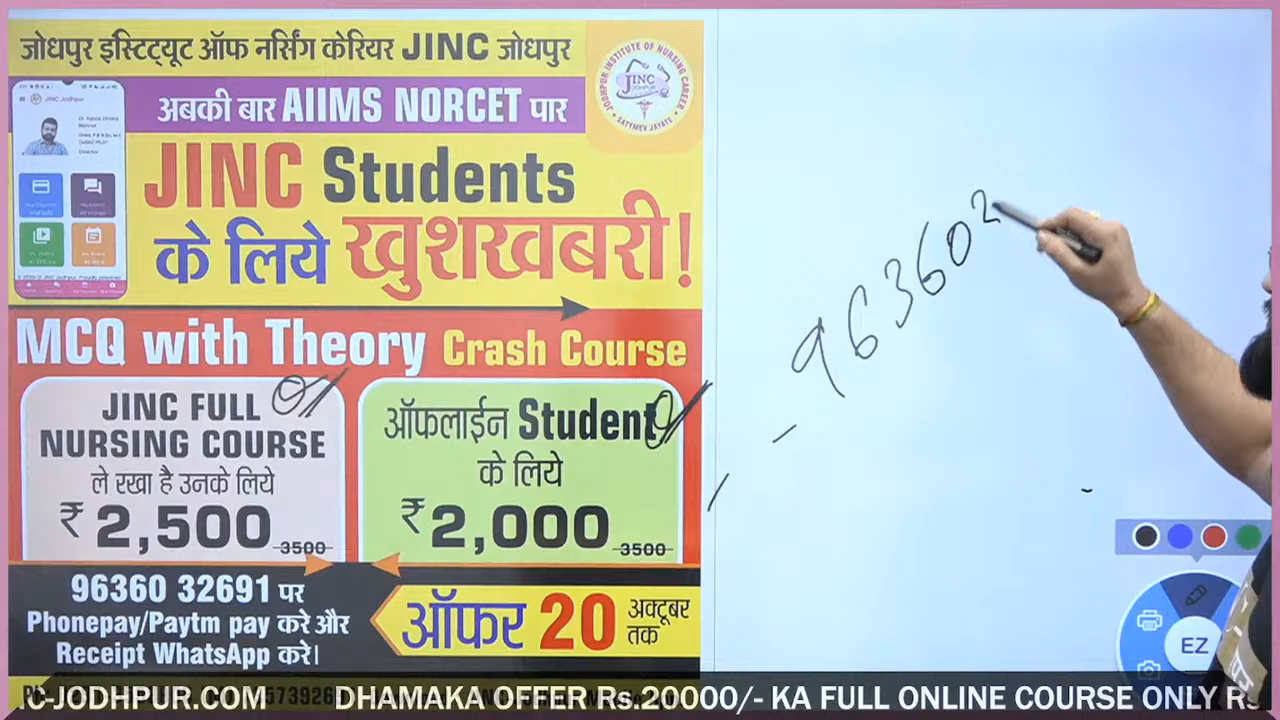 जोधपुर इंस्टिट्यूट ऑफ नर्सिंग केरियर JINC जोधपुर
JODHPUR INSTITUTE OF NURSING CAREER
JINC
JODHPUR
SATYMEV JAYATE
JINC Jodhpur
अबकी बार AIIMS NORCET पार
JINC Students
के लिये खुशखबरी!
MCQ with Theory Crash Course
JINC FULL
NURSING COURSE
ले रखा है उनके लिये
₹2,500 3500
ऑफलाईन Student
के लिये
₹2,000 3500
96360 32691 पर
Phonepay/Paytm pay करे और
Receipt WhatsApp करे।
ऑफर 20 अक्टूबर तक
963602
EZ
C-JODHPUR.COM DHAMAKA OFFER Rs.20000/- KA FULL ONLINE COURSE ONLY RS